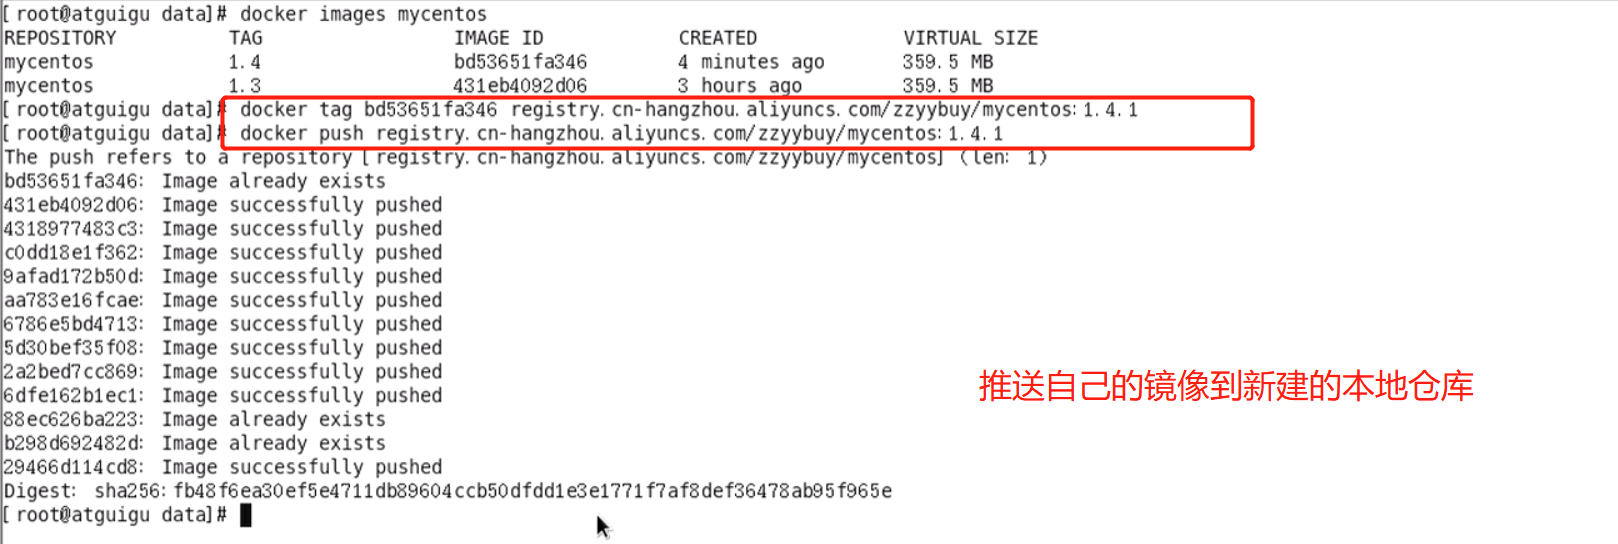 [root@atguigu data]# docker images mycentos
REPOSITORY TAG IMAGE ID CREATED VIRTUAL SIZE
mycentos 1.4 bd53651fa346 4 minutes ago 359.5 MB
mycentos 1.3 431eb4092d06 3 hours ago 359.5 MB
[root@atguigu data]# docker tag bd53651fa346 registry.cn-hangzhou.aliyuncs.com/zzyybuy/mycentos:1.4.1
[root@atguigu data]# docker push registry.cn-hangzhou.aliyuncs.com/zzyybuy/mycentos:1.4.1
The push refers to a repository [registry.cn-hangzhou.aliyuncs.com/zzyybuy/mycentos] (len: 1)
bd53651fa346: Image already exists
431eb4092d06: Image successfully pushed
4318977483c3: Image successfully pushed
c0dd18e1f362: Image successfully pushed
9afad172b50d: Image successfully pushed
aa783e16fcae: Image successfully pushed
6786e5bd4713: Image successfully pushed
5d30bef35f08: Image successfully pushed
2a2bed7cc869: Image successfully pushed
推送自己的镜像到新建的本地仓库
6dfe162b1ec1: Image successfully pushed
88ec626ba223: Image already exists
b298d692482d: Image already exists
29466d114cd8: Image successfully pushed
Digest: sha256:fb48f6ea30ef5e4711db89604ccb50dfdd1e3e1771f7af8def36478ab95f965e
[root@atguigu data]#